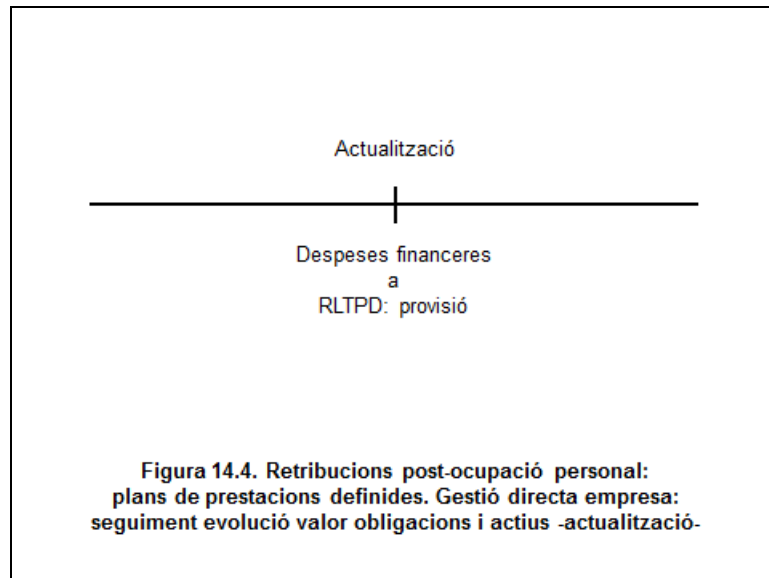 Actualització
Despeses financeres
a
RLTPD: provisió
Figura 14.4. Retribucions post-ocupació personal:
plans de prestacions definides. Gestió directa empresa:
seguiment evolució valor obligacions i actius -actualització-